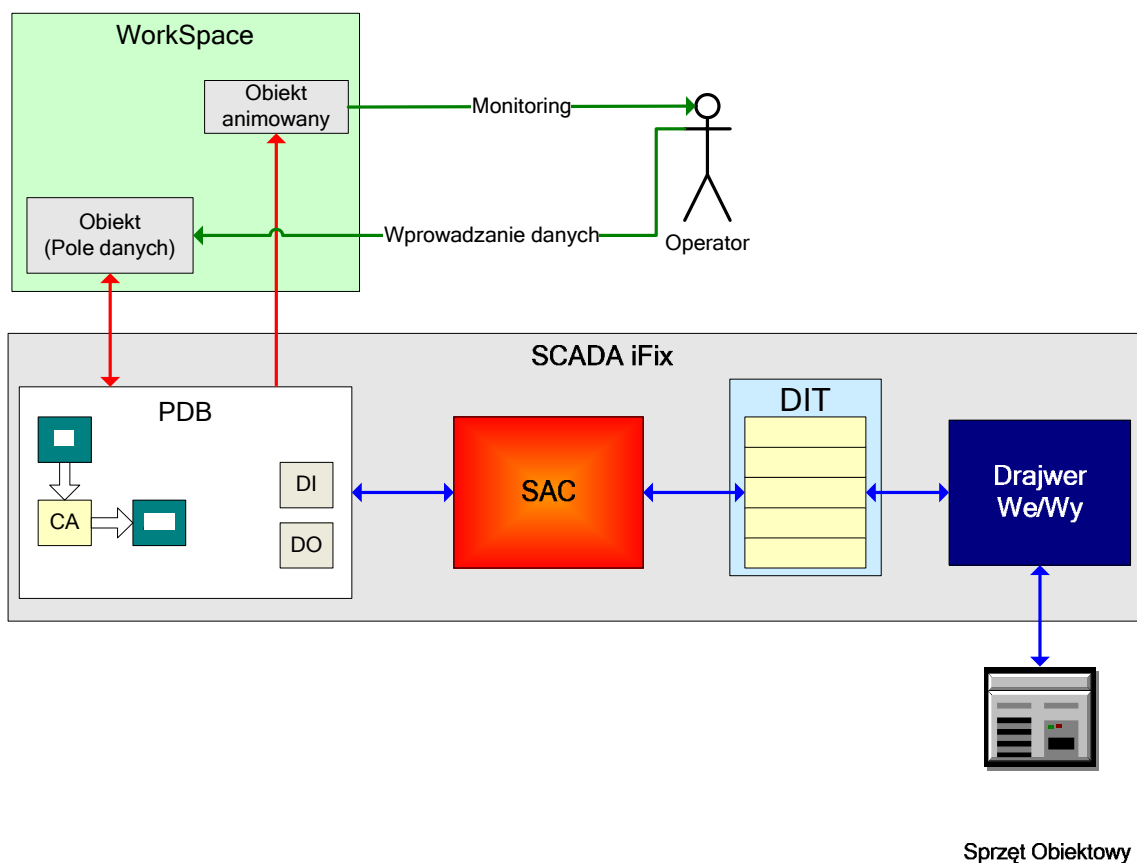 WorkSpace
Obiekt
animowany
Monitoring
Obiekt
(Pole danych)
Wprowadzanie danych
Operator
SCADA iFix
PDB
DIT
DI
SAC
Drajwer
We/Wy
CA
DO
Sprzęt Obiektowy